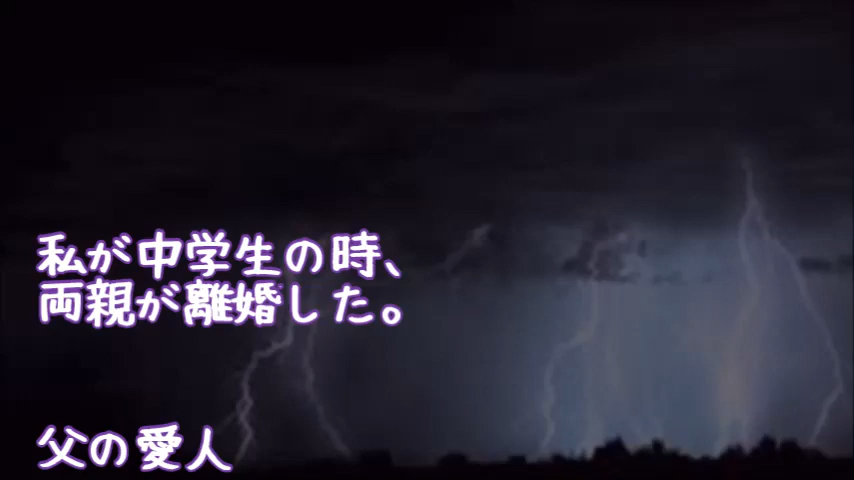 私が中学生の時、
両親が離婚した。
父の愛人